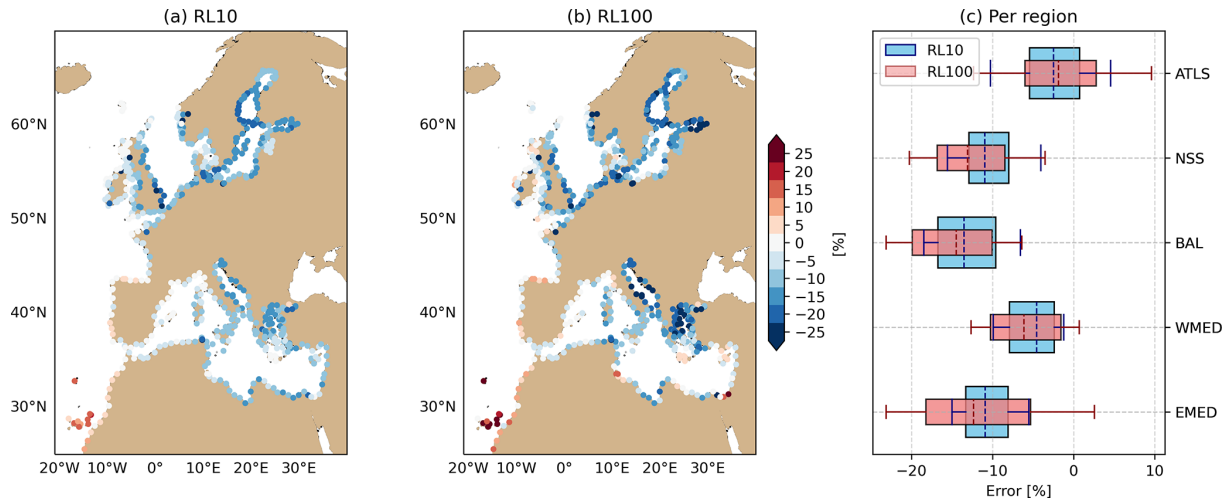 (a) RL10
(b) RL100
(c) Per region
60°N
50°N
40°N
30°N
20°W 10°W 0° 10°E 20°E 30°E
60°N
50°N
40°N
30°N
20°W 10°W 0° 10°E 20°E 30°E
25
20
15
10
5
0
−5
−10
−15
−20
−25
[%]
RL10
RL100
ATLS
NSS
BAL
WMED
EMED
−20 −10 0 10
Error [%]